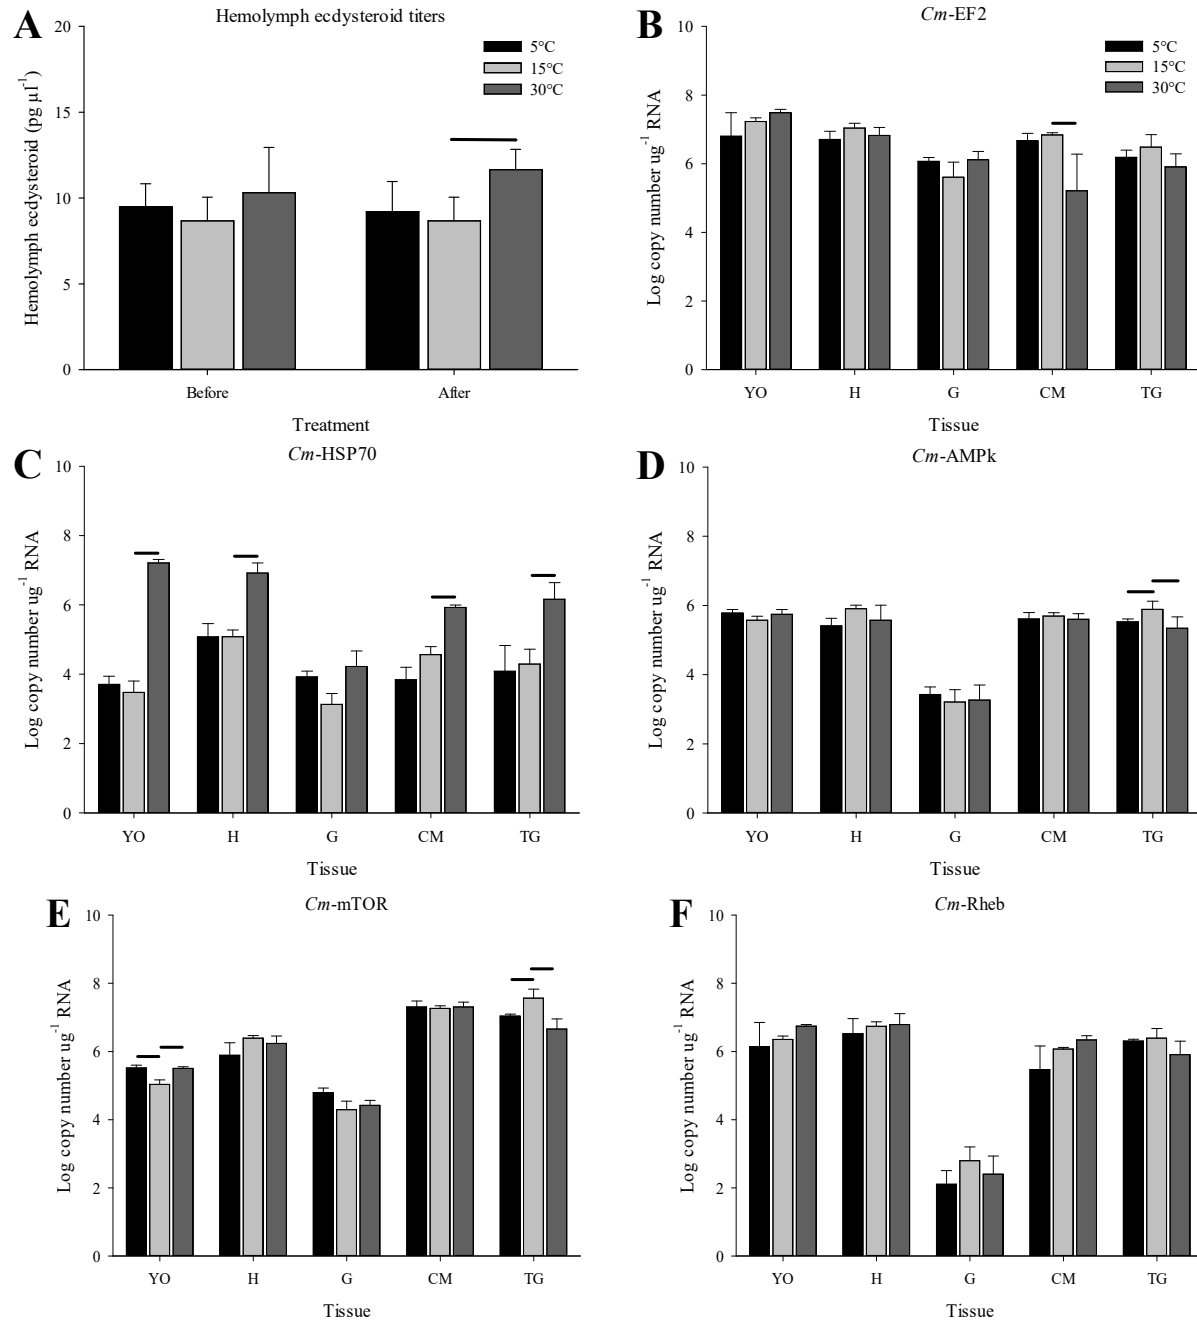 A
Hemolymph ecdysteroid titers
Hemolymph ecdysteroid (pg µl⁻¹)
20
15
10
5
0
5°C
15°C
30°C
Before
After
Treatment
B
Cm-EF2
Log copy number ug⁻¹ RNA
10
8
6
4
2
0
5°C
15°C
30°C
YO
H
G
CM
TG
Tissue
C
Cm-HSP70
Log copy number ug⁻¹ RNA
10
8
6
4
2
0
YO
H
G
CM
TG
Tissue
D
Cm-AMPk
Log copy number ug⁻¹ RNA
10
8
6
4
2
0
YO
H
G
CM
TG
Tissue
E
Cm-mTOR
Log copy number ug⁻¹ RNA
10
8
6
4
2
0
YO
H
G
CM
TG
Tissue
F
Cm-Rheb
Log copy number ug⁻¹ RNA
10
8
6
4
2
0
YO
H
G
CM
TG
Tissue